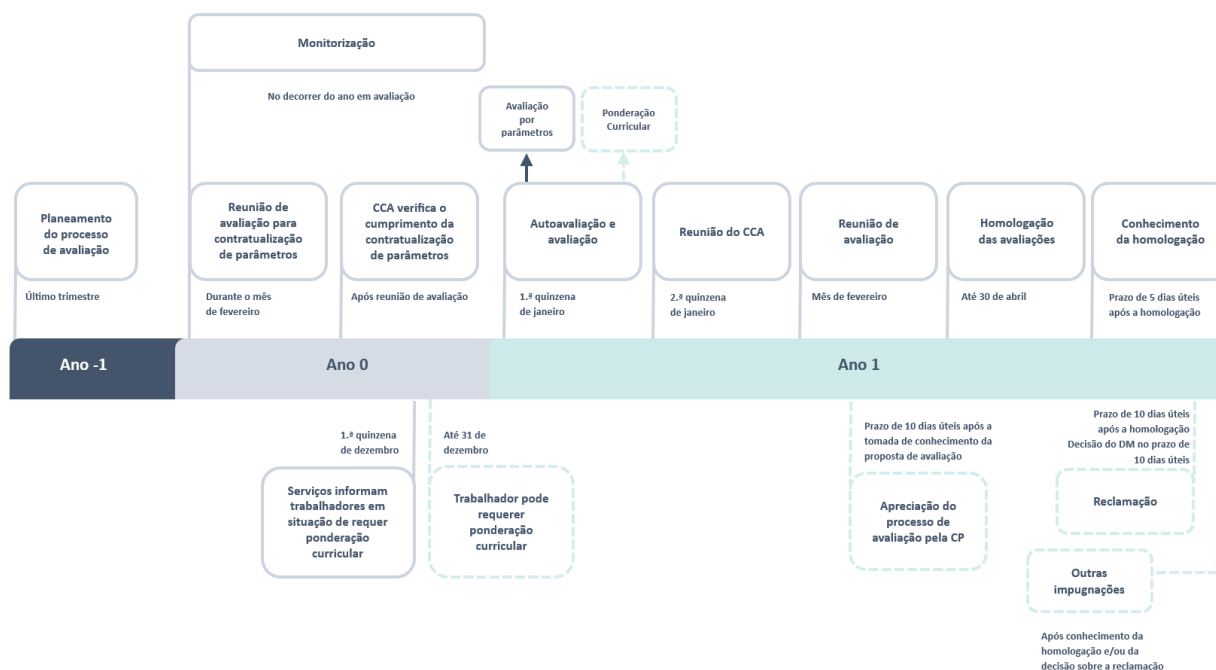 Monitorização
No decorrer do ano em avaliação
Avaliação
por
parâmetros
Ponderação
Curricular
Planeamento
do processo
de avaliação
Último trimestre
Reunião de
avaliação para
contratualização
de parâmetros
Durante o mês
de fevereiro
CCA verifica o
cumprimento da
contratualização
de parâmetros
Após reunião de avaliação
Autoavaliação e
avaliação
1.ª quinzena
de janeiro
Reunião do CCA
2.ª quinzena
de janeiro
Reunião de
avaliação
Mês de fevereiro
Homologação
das avaliações
Até 30 de abril
Conhecimento
da homologação
Prazo de 5 dias úteis
após a homologação
Ano -1
Ano 0
Ano 1
1.ª quinzena
de dezembro
Serviços informam
trabalhadores em
situação de requer
ponderação
curricular
Até 31 de
dezembro
Trabalhador pode
requerer
ponderação
curricular
Prazo de 10 dias úteis após a
tomada de conhecimento da
proposta de avaliação
Apreciação do
processo de
avaliação pela CP
Prazo de 10 dias úteis
após a homologação
Decisão do DM no prazo de
10 dias úteis
Reclamação
Outras
impugnações
Após conhecimento da
homologação e/ou da
decisão sobre a reclamação